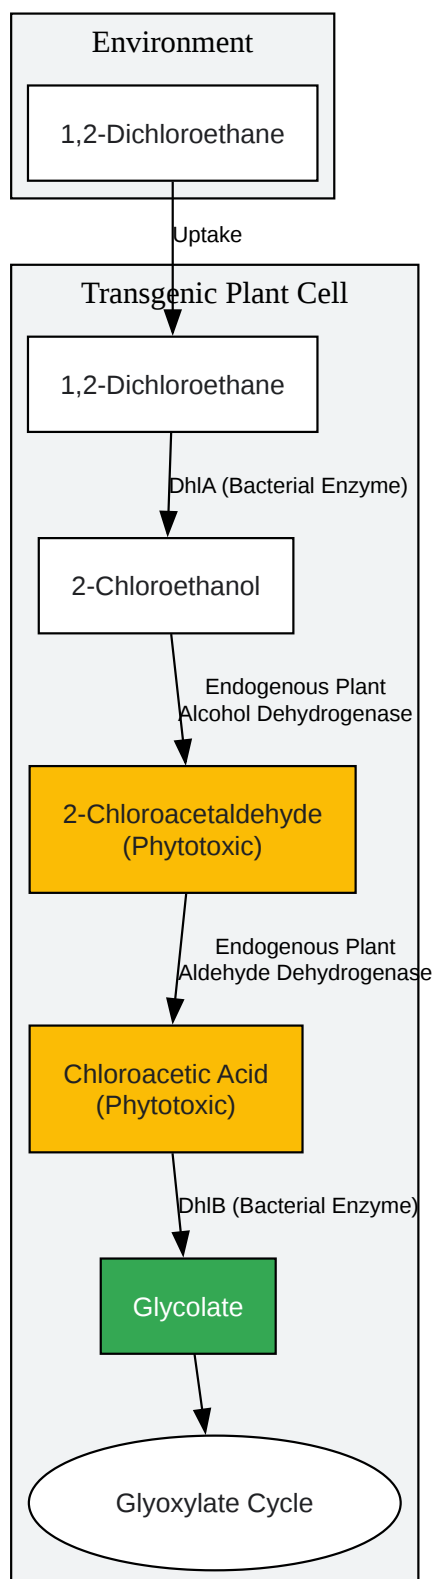 Environment
1,2-Dichloroethane
Uptake
Transgenic Plant Cell
1,2-Dichloroethane
DhlA (Bacterial Enzyme)
2-Chloroethanol
Endogenous Plant
Alcohol Dehydrogenase
2-Chloroacetaldehyde
(Phytotoxic)
Endogenous Plant
Aldehyde Dehydrogenase
Chloroacetic Acid
(Phytotoxic)
DhlB (Bacterial Enzyme)
Glycolate
Glyoxylate Cycle